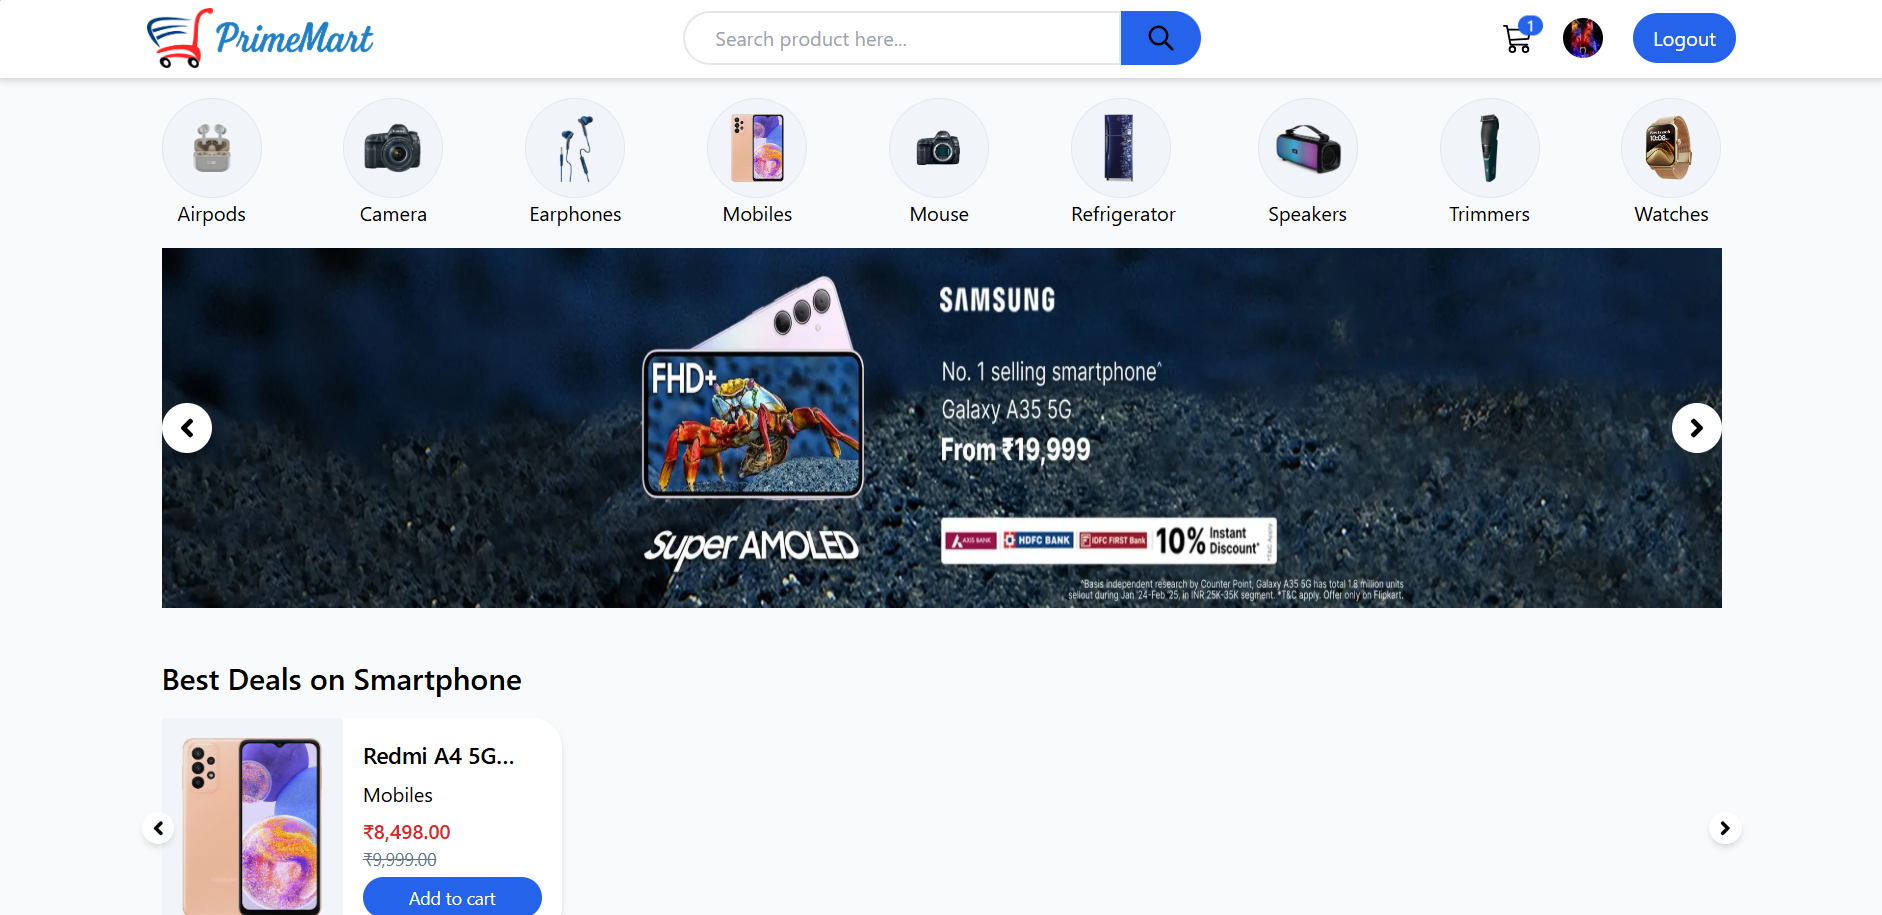 PrimeMart
Search product here...
1
Logout
Airpods
Camera
Earphones
Mobiles
Mouse
Refrigerator
Speakers
Trimmers
Watches
SAMSUNG
FHD+
No. 1 selling smartphone^
Galaxy A35 5G
From ₹19,999
Super AMOLED
AXIS BANK
HDFC BANK
IDFC FIRST Bank
10% Instant Discount*
*T&C Apply
^Basis independent research by Counter Point, Galaxy A35 5G has total 1.8 million units
sellout during Jan '24-Feb '25, in INR 25K-35K segment. *T&C apply. Offer only on Flipkart.
Best Deals on Smartphone
Redmi A4 5G...
Mobiles
₹8,498.00
₹9,999.00
Add to cart